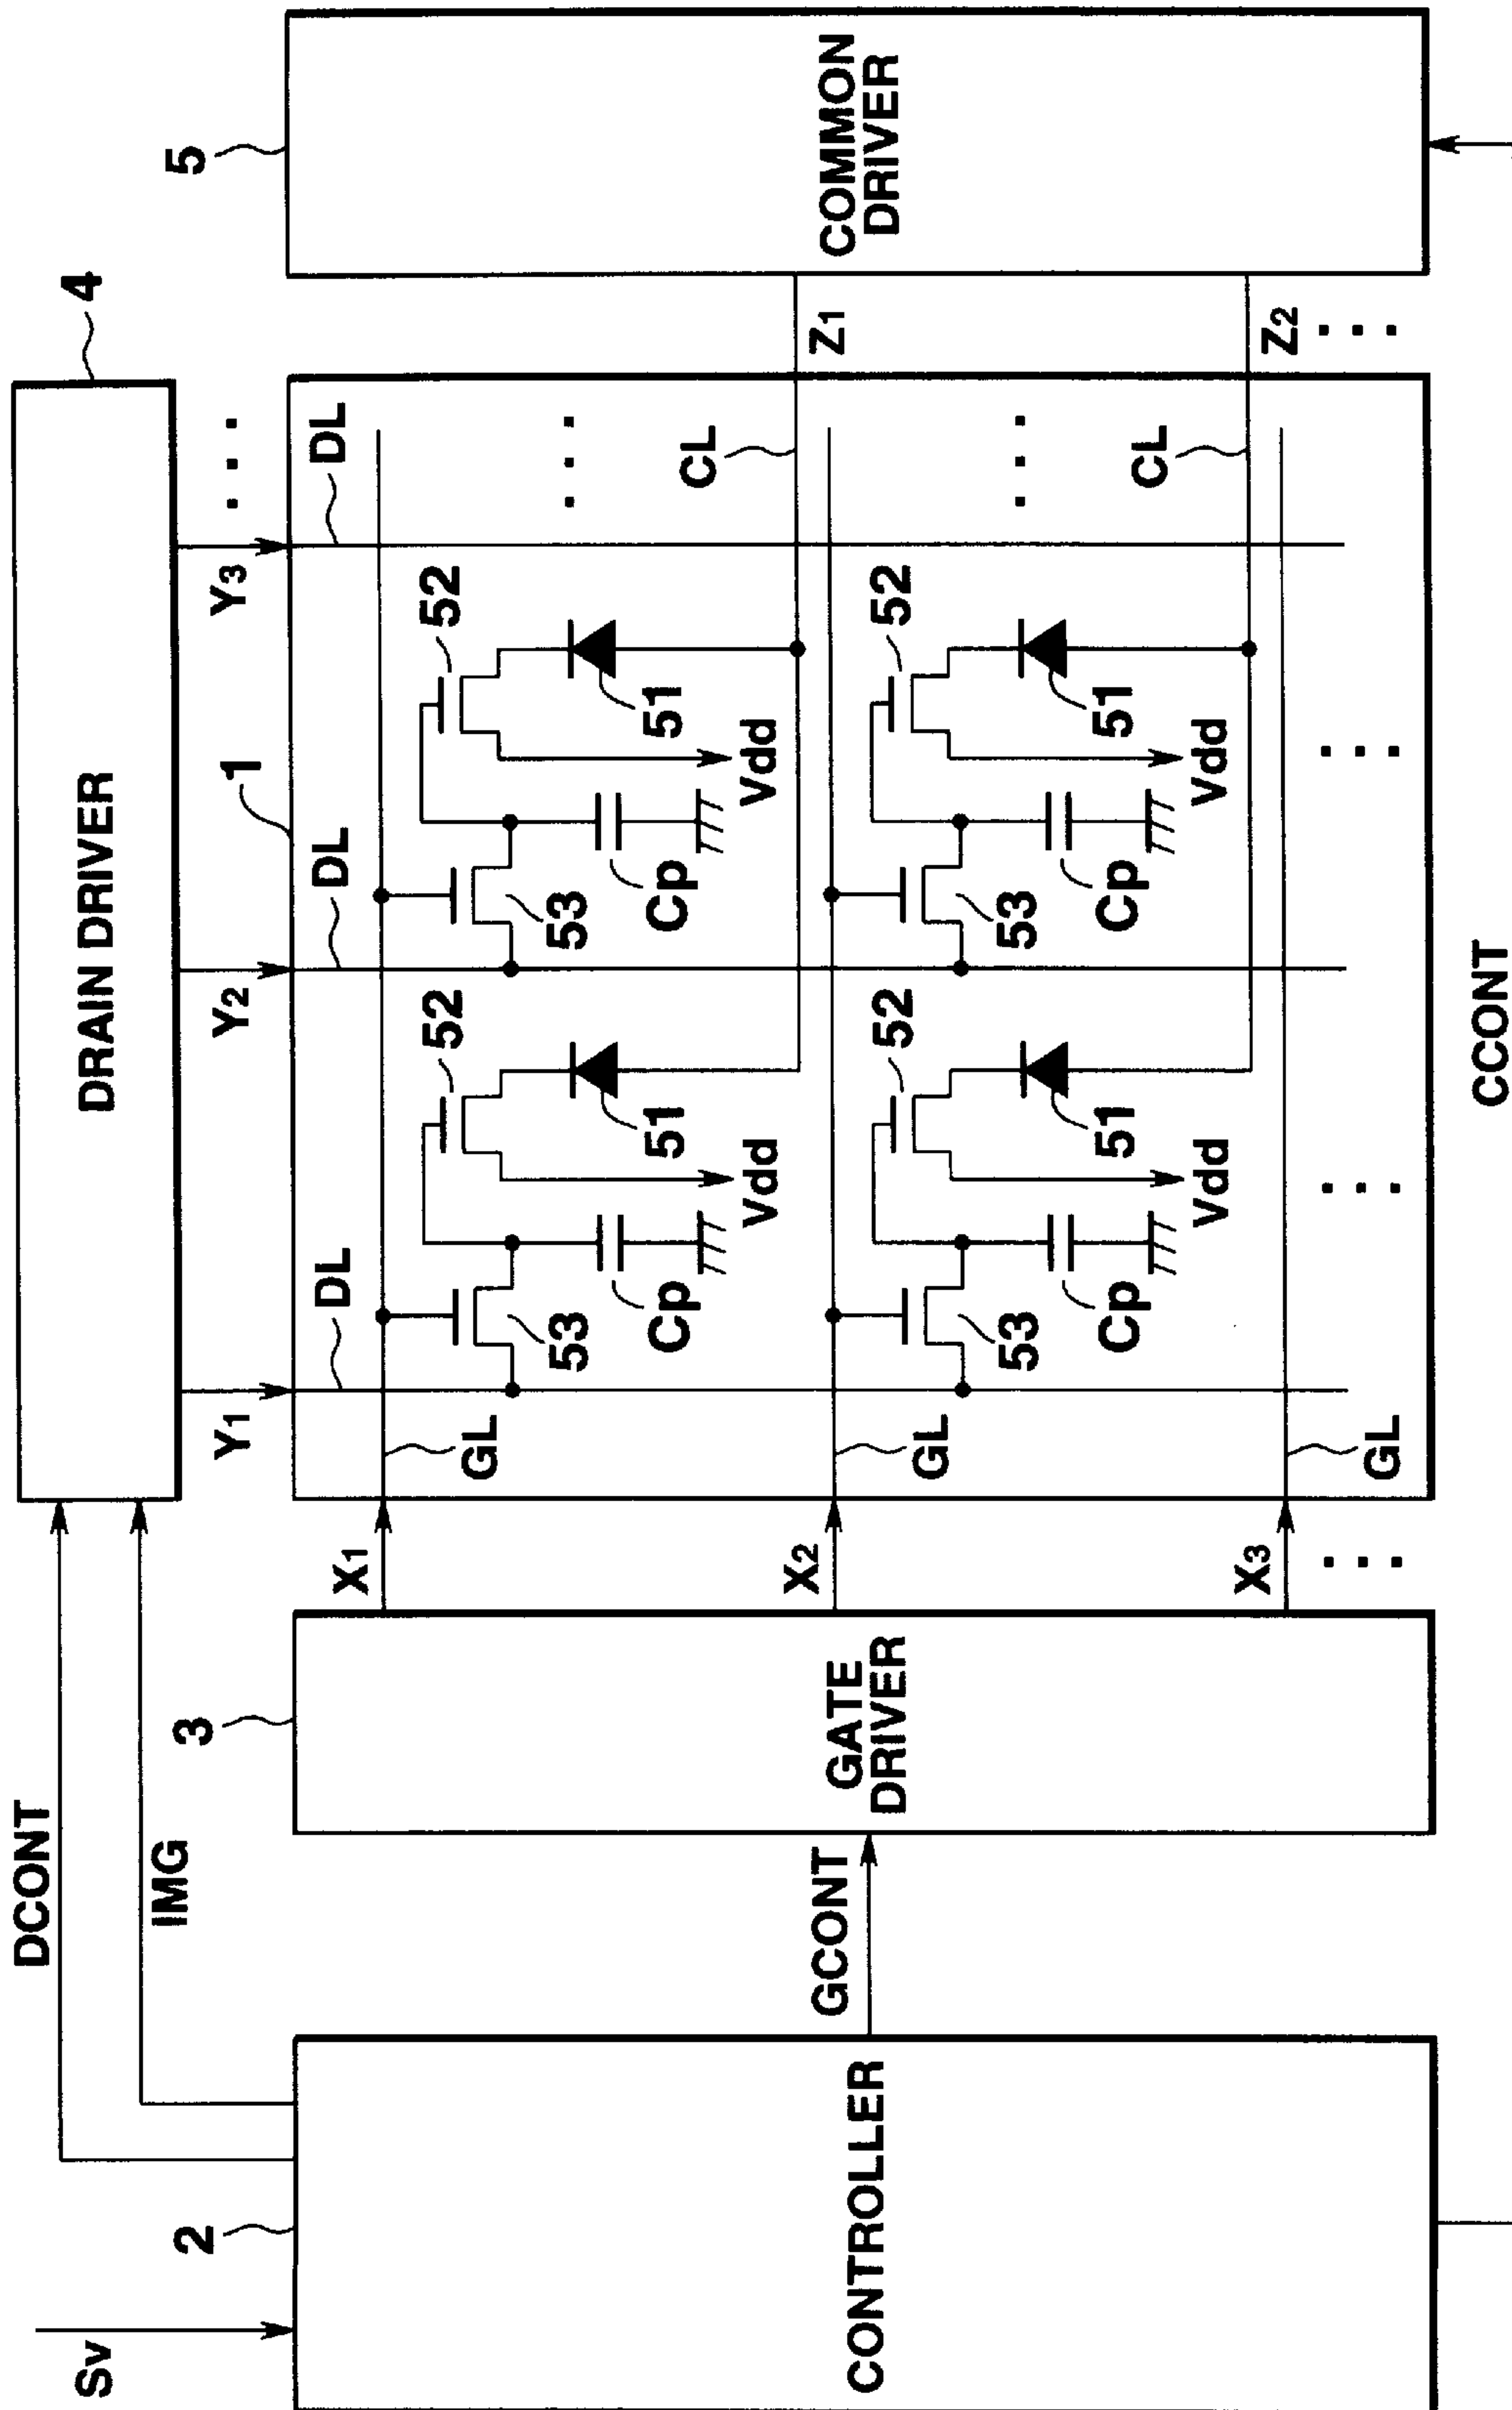 Sv
DCONT
IMG
DRAIN DRIVER
4
2
CONTROLLER
GCONT
3
GATE
DRIVER
5
COMMON
DRIVER
CCONT
1
Y1
Y2
Y3
DL
DL
DL
X1
GL
53
Cp
52
51
Vdd
53
Cp
52
51
Vdd
CL
Z1
X2
GL
53
Cp
52
51
Vdd
53
Cp
52
51
Vdd
CL
Z2
X3
GL